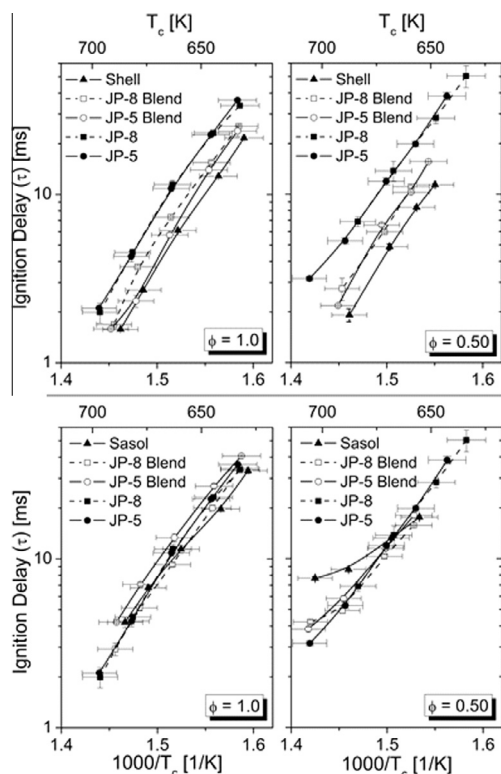 T_c [K]
T_c [K]
700
650
700
650
Ignition Delay (τ) [ms]
10
1
Shell
JP-8 Blend
JP-5 Blend
JP-8
JP-5
ϕ = 1.0
Shell
JP-8 Blend
JP-5 Blend
JP-8
JP-5
ϕ = 0.50
1.4
1.5
1.6
1.4
1.5
1.6
700
650
700
650
Ignition Delay (τ) [ms]
10
1
Sasol
JP-8 Blend
JP-5 Blend
JP-8
JP-5
ϕ = 1.0
Sasol
JP-8 Blend
JP-5 Blend
JP-8
JP-5
ϕ = 0.50
1.4
1.5
1.6
1.4
1.5
1.6
1000/T_c [1/K]
1000/T_c [1/K]